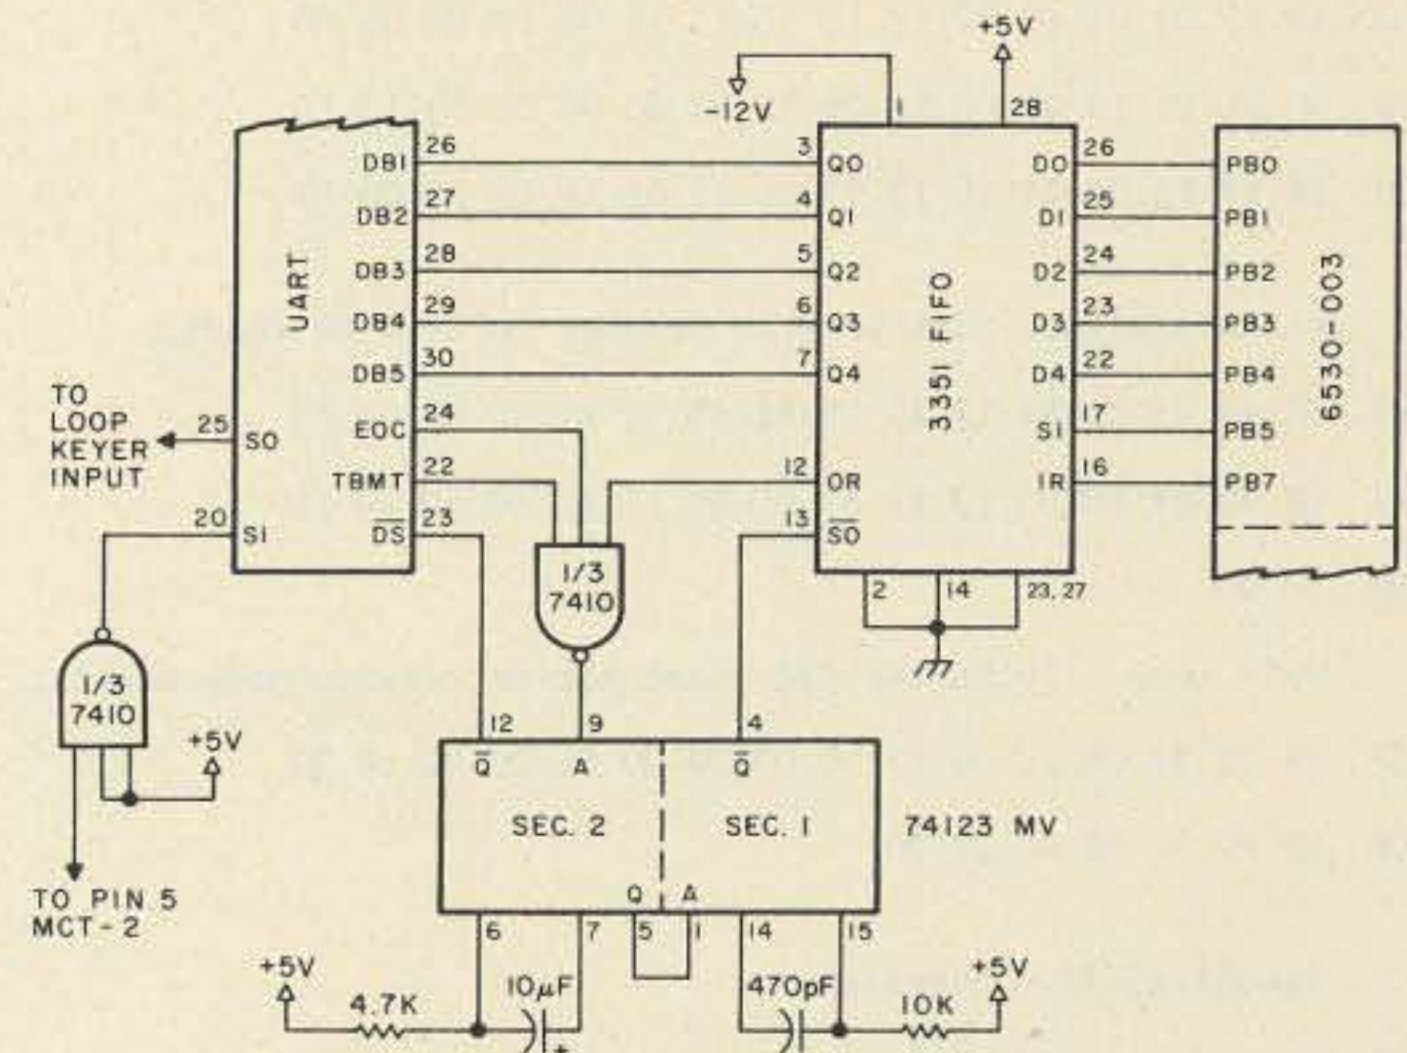 +5V
-12V
1
28
DB1 26
3 Q0
D0 26
PB0
DB2 27
4 Q1
D1 25
PB1
DB3 28
5 Q2
D2 24
PB2
DB4 29
6 Q3
D3 23
PB3
DB5 30
7 Q4
D4 22
PB4
UART
3351 FIFO
6530-003
TO
LOOP
KEYER
INPUT
25 SO
EOC 24
SI 17
PB5
TBMT 22
12 OR
IR 16
PB7
20 SI
D̅S̅ 23
13 S̅O̅
1/3
7410
2
14
23, 27
1/3
7410
+5V
12
9
4
Q̅
A
Q̅
SEC. 2
SEC. 1
74123 MV
TO PIN 5
MCT-2
Q
A
6
7
5
1
14
15
+5V
4.7K
10µF
+
470pF
10K
+5V